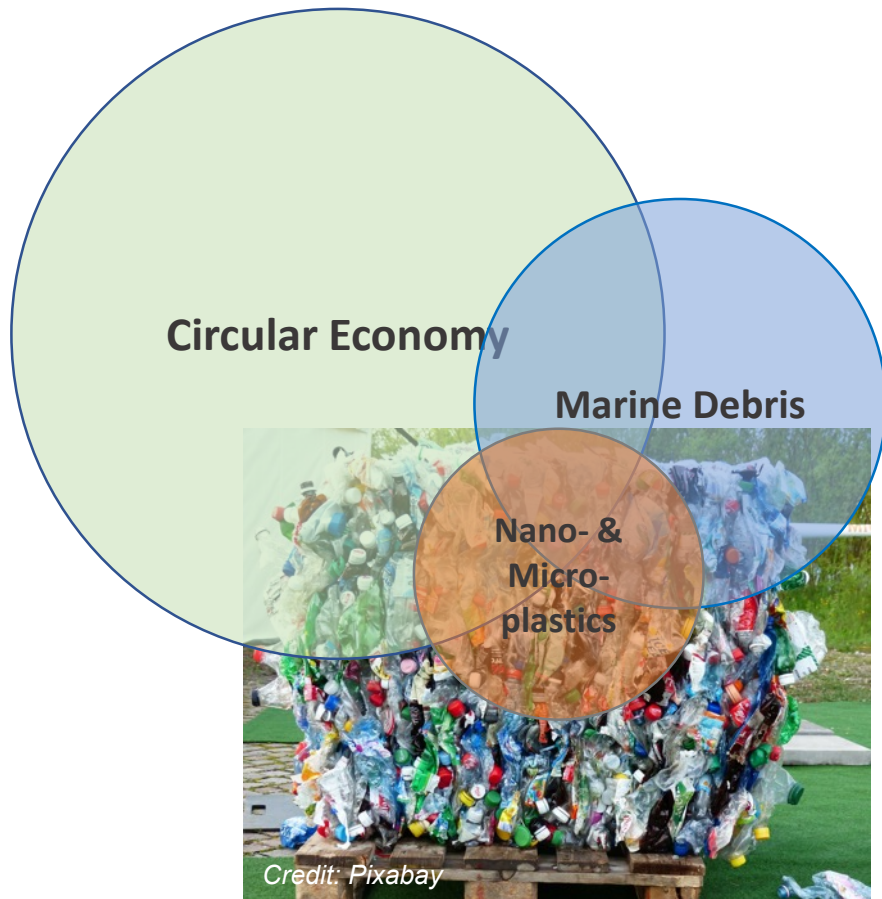 Circular Economy
Marine Debris
Nano- &
Micro-
plastics
Credit: Pixabay